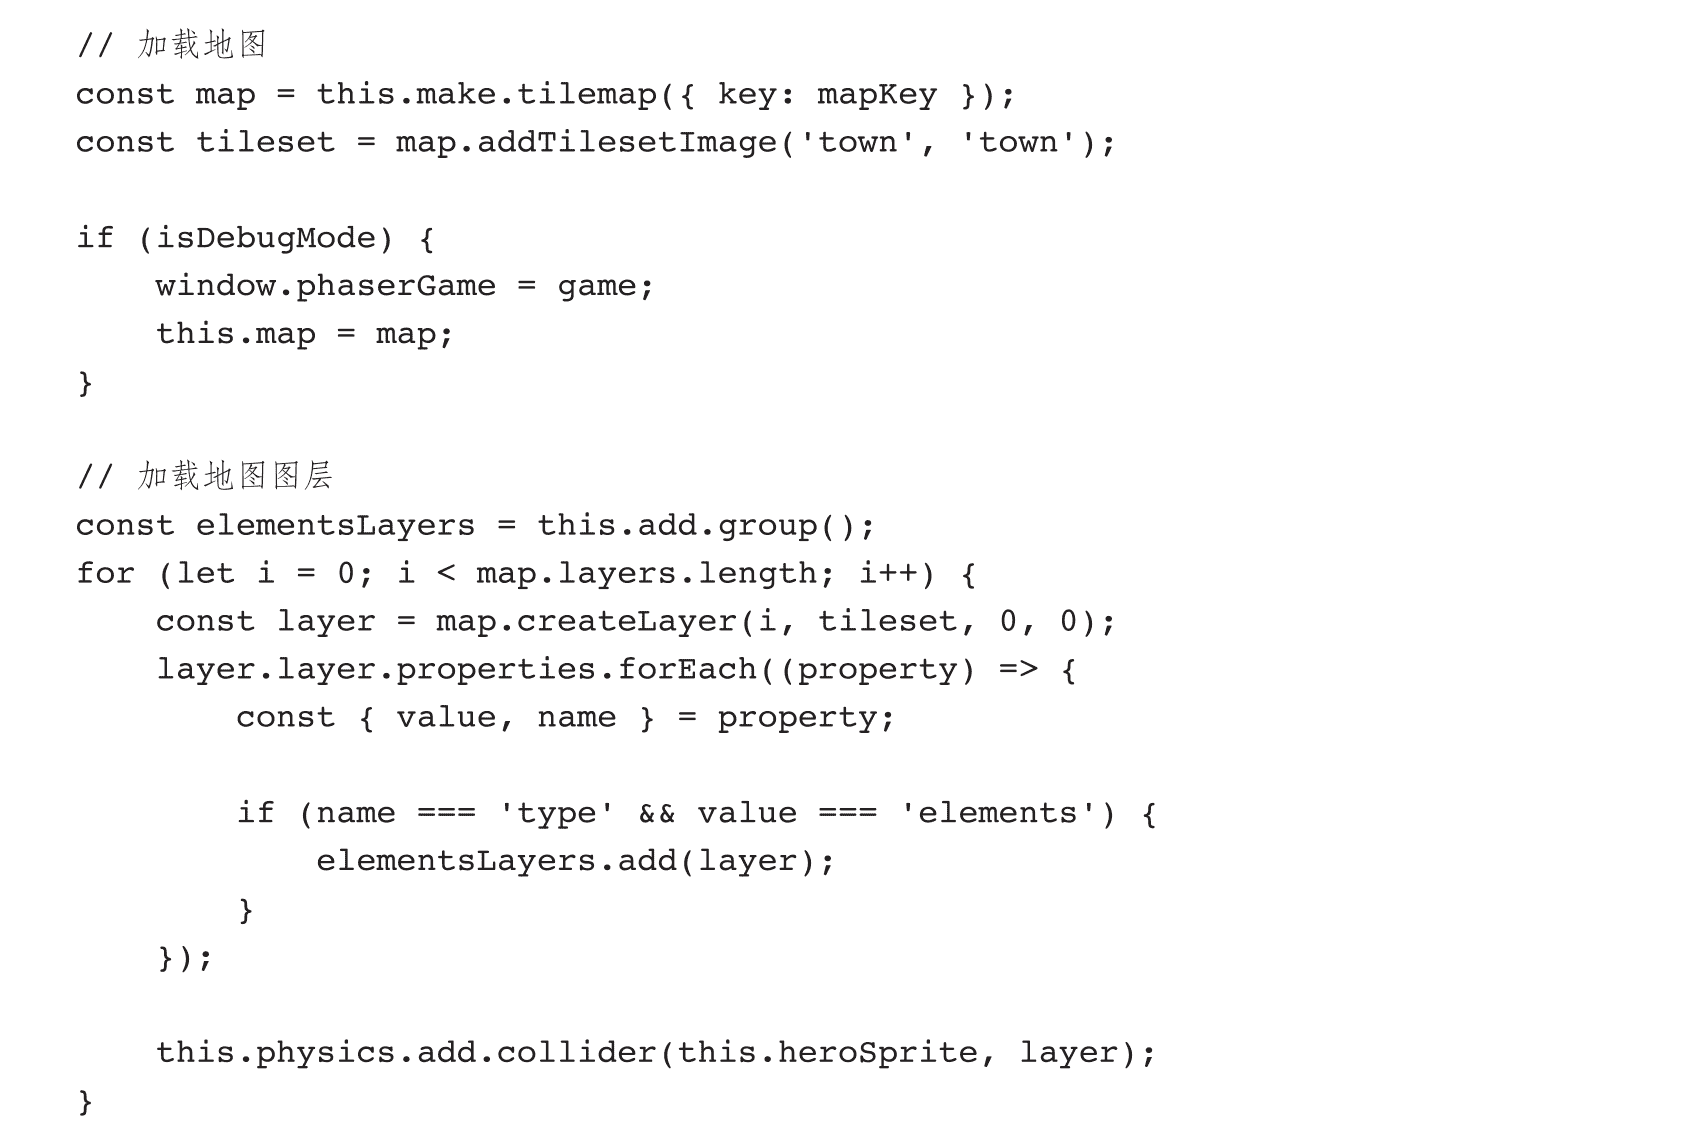 // 加载地图
const map = this.make.tilemap({ key: mapKey });
const tileset = map.addTilesetImage('town', 'town');
if (isDebugMode) {
    window.phaserGame = game;
    this.map = map;
}
// 加载地图图层
const elementsLayers = this.add.group();
for (let i = 0; i < map.layers.length; i++) {
    const layer = map.createLayer(i, tileset, 0, 0);
    layer.layer.properties.forEach((property) => {
        const { value, name } = property;
        if (name === 'type' && value === 'elements') {
            elementsLayers.add(layer);
        }
    });
    this.physics.add.collider(this.heroSprite, layer);
}